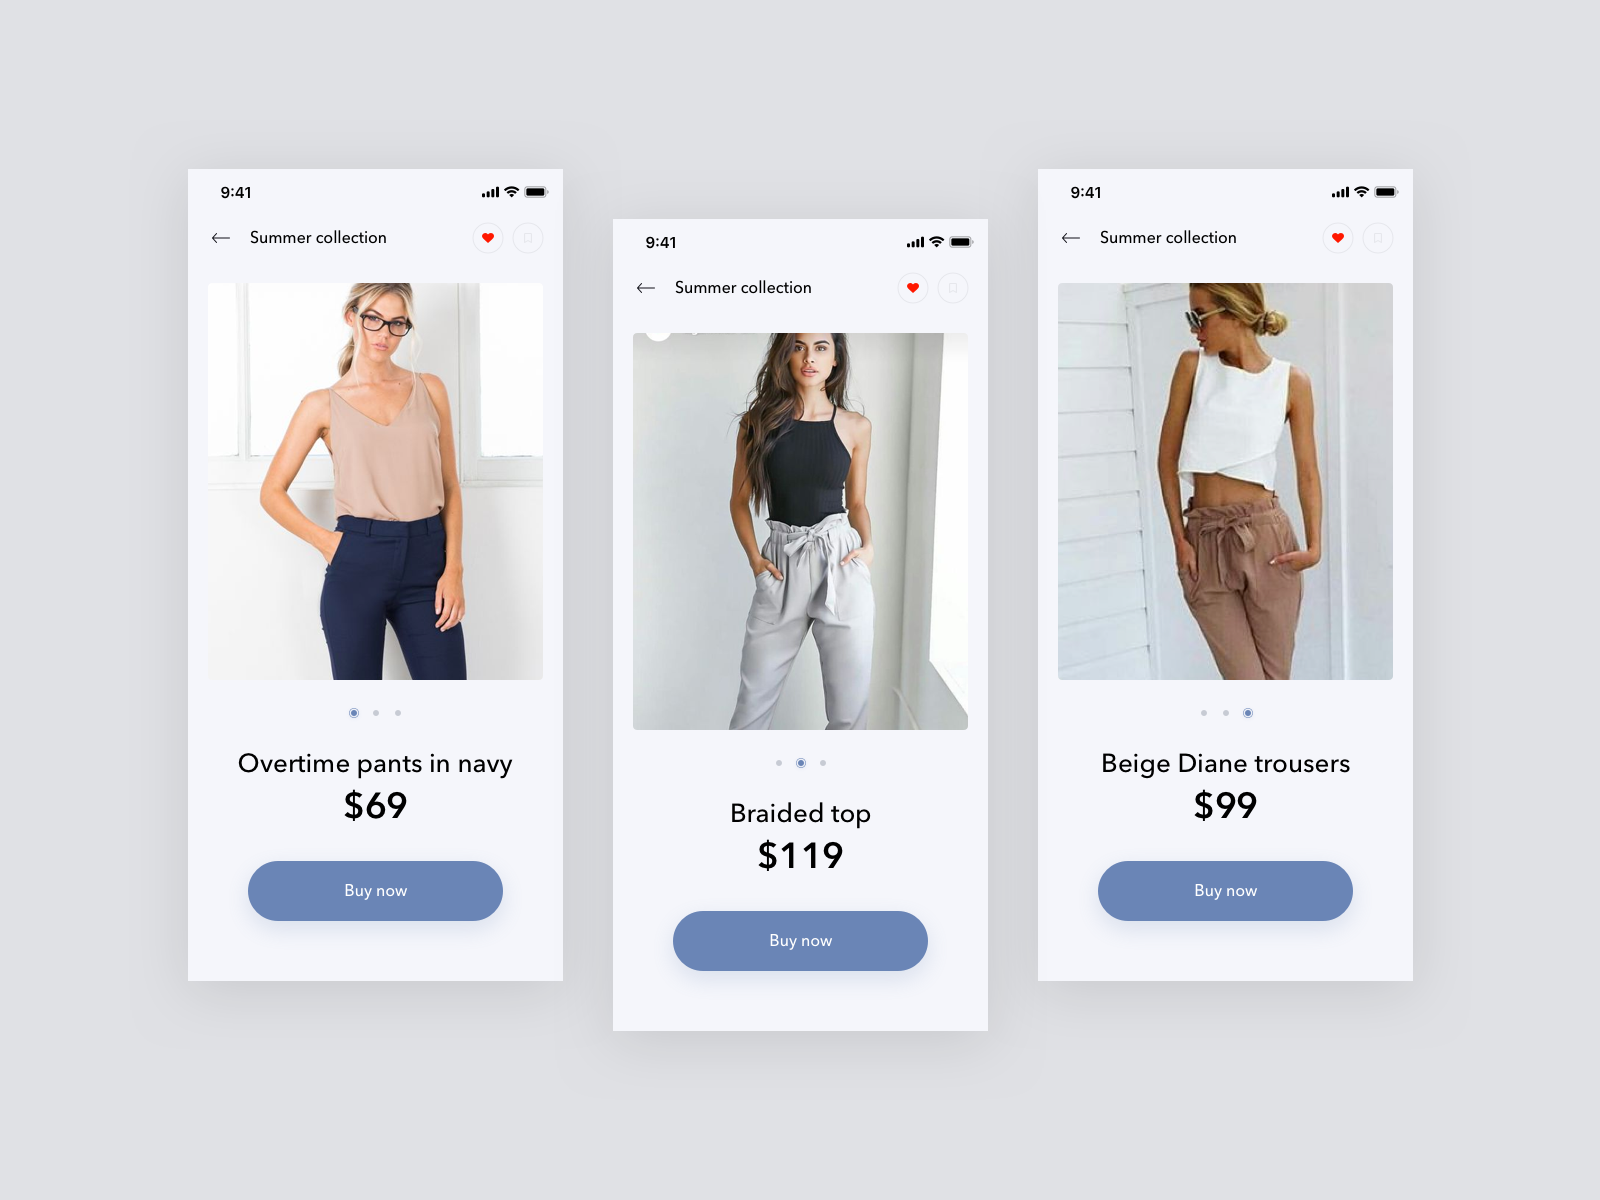 9:41
Summer collection
Overtime pants in navy
$69
Buy now
9:41
Summer collection
Braided top
$119
Buy now
9:41
Summer collection
Beige Diane trousers
$99
Buy now